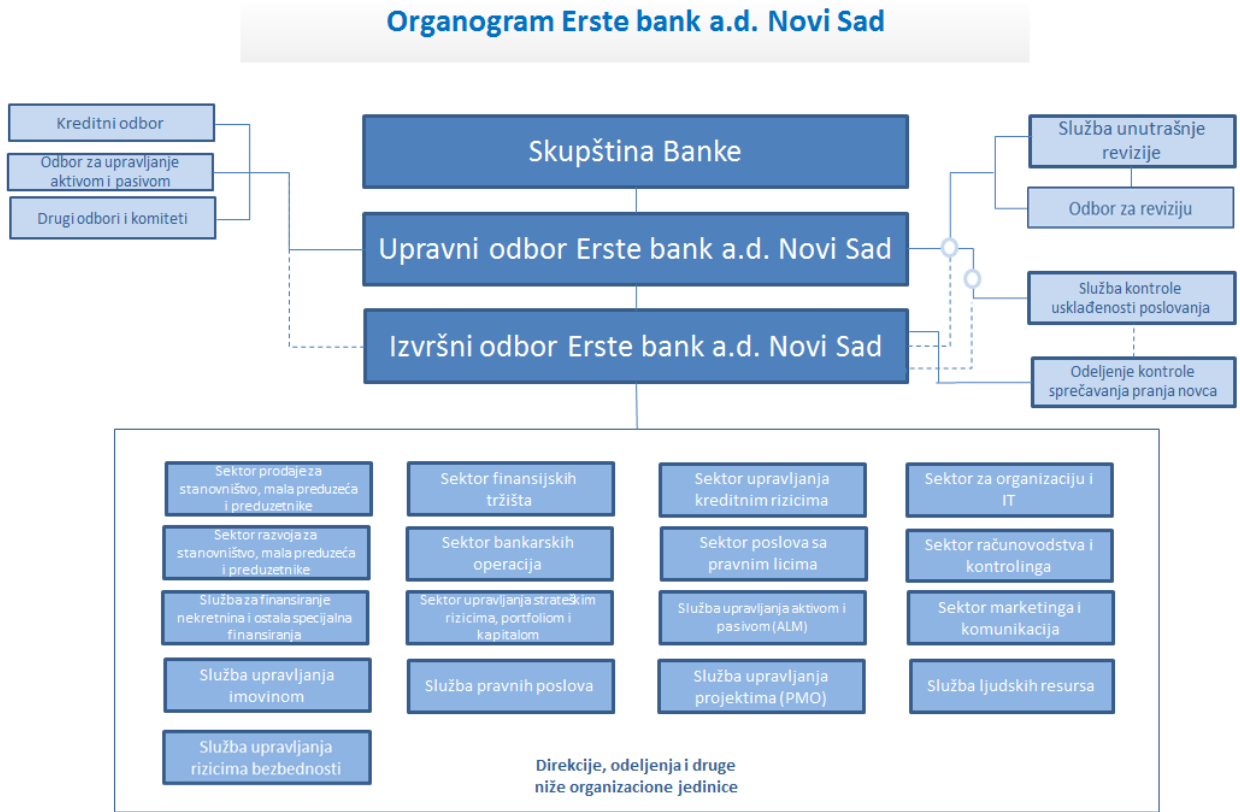 Organogram Erste bank a.d. Novi Sad
Kreditni odbor
Odbor za upravljanje
aktivom i pasivom
Drugi odbori i komiteti
Skupština Banke
Upravni odbor Erste bank a.d. Novi Sad
Izvršni odbor Erste bank a.d. Novi Sad
Služba unutrašnje
revizije
Odbor za reviziju
Služba kontrole
usklađenosti poslovanja
Odeljenje kontrole
sprečavanja pranja novca
Sektor prodaje za
stanovništvo, mala preduzeća
i preduzetnike
Sektor finansijskih
tržišta
Sektor upravljanja
kreditnim rizicima
Sektor za organizaciju i
IT
Sektor razvoja za
stanovništvo, mala preduzeća
i preduzetnike
Sektor bankarskih
operacija
Sektor poslova sa
pravnim licima
Sektor računovodstva i
kontrolinga
Služba za finansiranje
nekretnina i ostala specijalna
finansiranja
Sektor upravljanja strateškim
rizicima, portfoliom i
kapitalom
Služba upravljanja aktivom i
pasivom (ALM)
Sektor marketinga i
komunikacija
Služba upravljanja
imovinom
Služba pravnih poslova
Služba upravljanja
projektima (PMO)
Služba ljudskih resursa
Služba upravljanja
rizicima bezbednosti
Direkcije, odeljenja i druge
niže organizacione jedinice